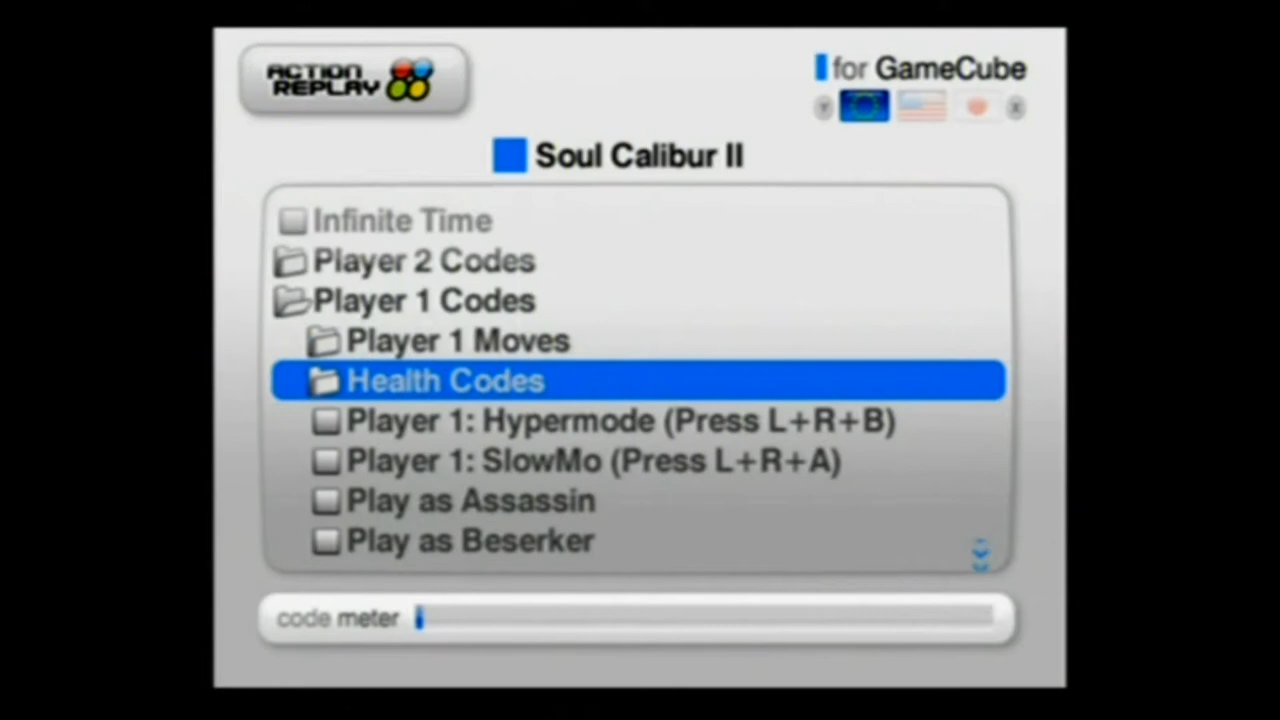 ACTION
REPLAY
for GameCube
Y
X
Soul Calibur II
Infinite Time
Player 2 Codes
Player 1 Codes
Player 1 Moves
Health Codes
Player 1: Hypermode (Press L+R+B)
Player 1: SlowMo (Press L+R+A)
Play as Assassin
Play as Beserker
code meter